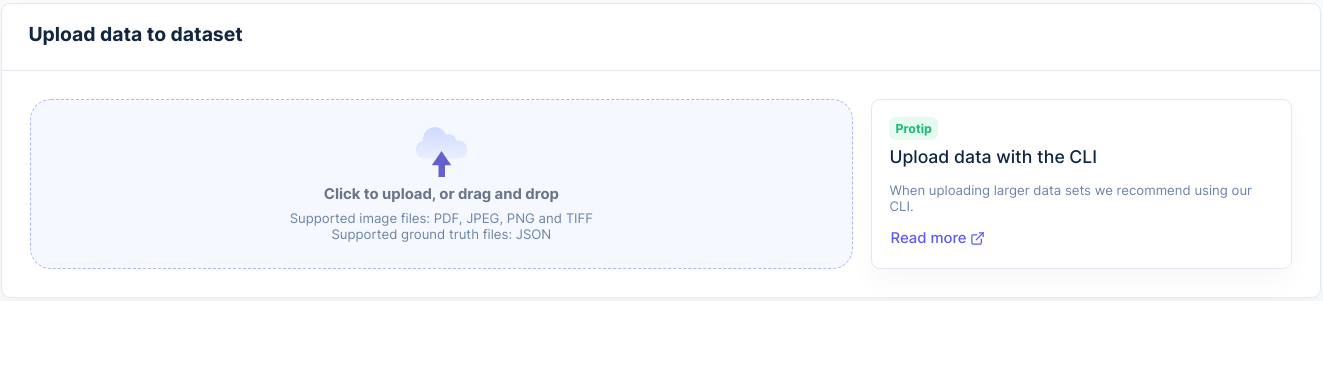 Upload data to dataset
Click to upload, or drag and drop
Supported image files: PDF, JPEG, PNG and TIFF
Supported ground truth files: JSON
Protip
Upload data with the CLI
When uploading larger data sets we recommend using our
CLI.
Read more